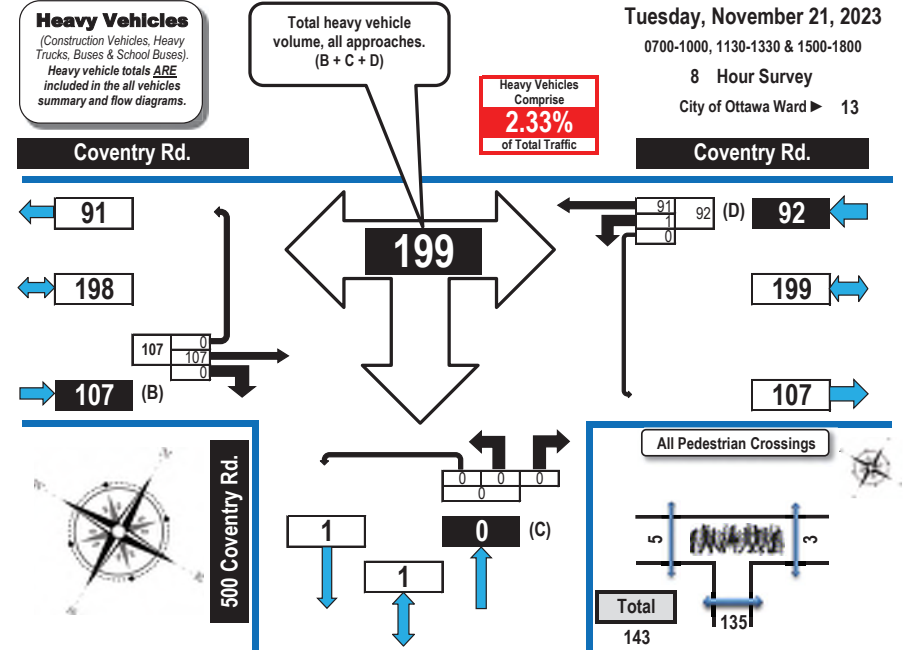 Heavy Vehicles
(Construction Vehicles, Heavy
Trucks, Buses & School Buses).
Heavy vehicle totals ARE
included in the all vehicles
summary and flow diagrams.
Total heavy vehicle
volume, all approaches.
(B + C + D)
Heavy Vehicles
Comprise
2.33%
of Total Traffic
Tuesday, November 21, 2023
0700-1000, 1130-1330 & 1500-1800
8 Hour Survey
City of Ottawa Ward ► 13
Coventry Rd.
Coventry Rd.
91
198
0
107
107
0
107 (B)
199
91
1
92
0
(D)
92
199
107
500 Coventry Rd.
0 0 0
0
1
0 (C)
1
All Pedestrian Crossings
5
3
135
Total
143